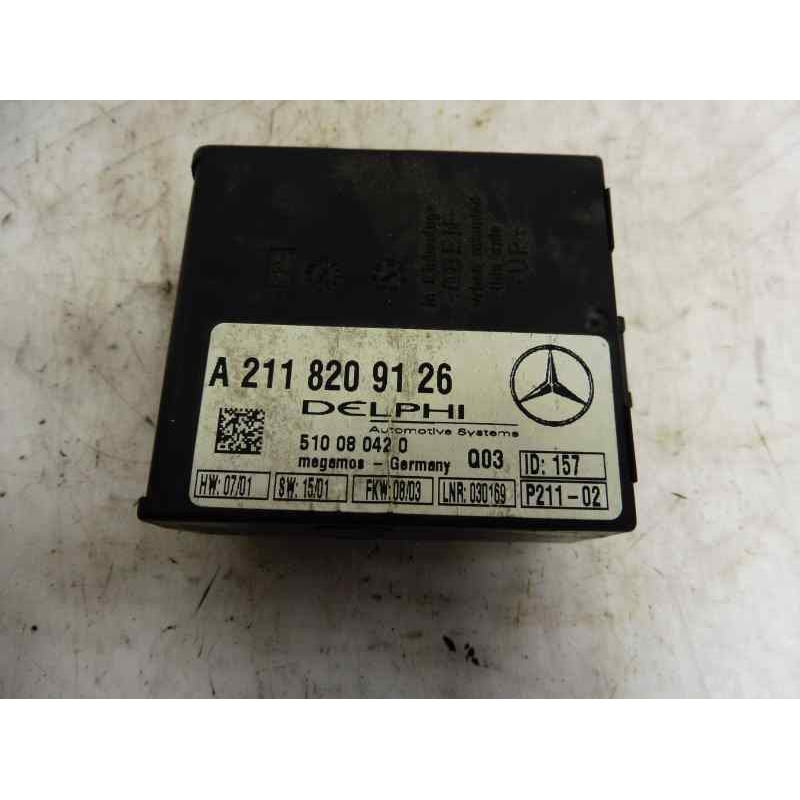 A 211 820 91 26
DELPHI
Automotive Systems
510 08 042 0
megamos - Germany Q03 ID: 157
HW: 07/01 SW: 15/01 FKW: 08/03 LNR: 030169 P211-02